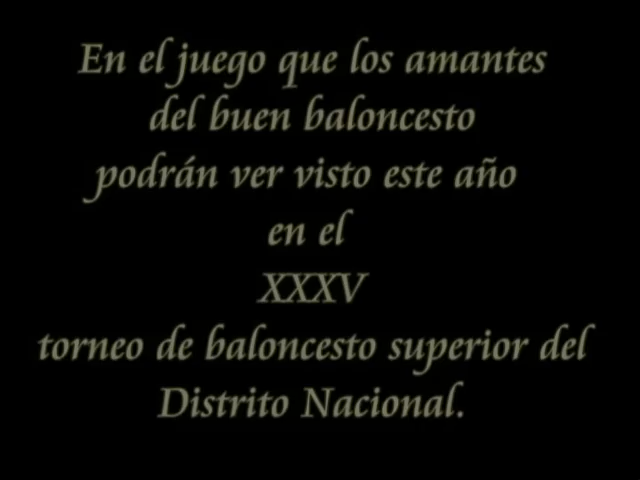 En el juego que los amantes
del buen baloncesto
podrán ver visto este año
en el
XXXV
torneo de baloncesto superior del
Distrito Nacional.